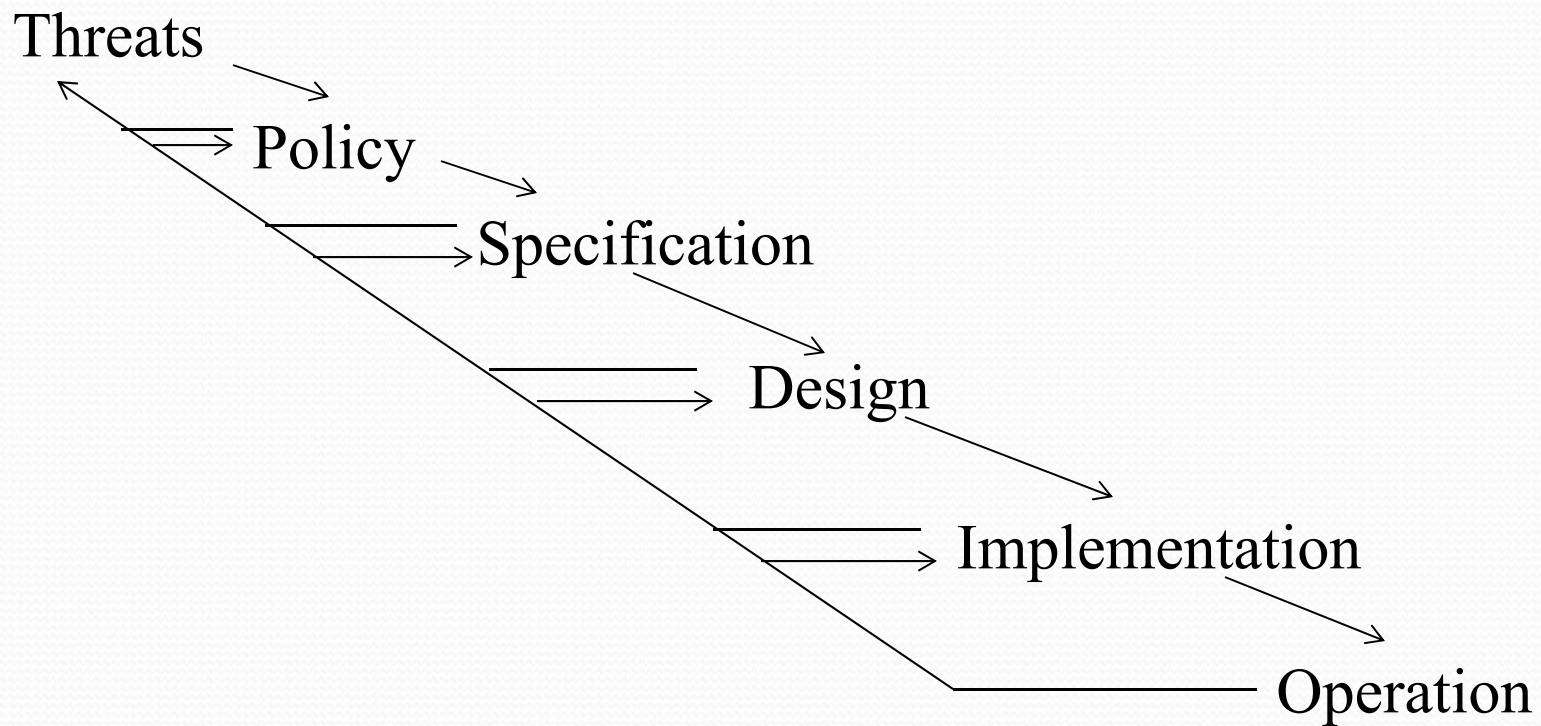 Threats
Policy
Specification
Design
Implementation
Operation